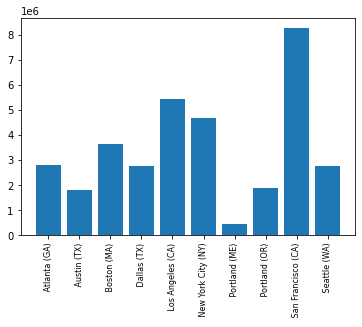 1e6
8
7
6
5
4
3
2
1
0
Atlanta (GA)
Austin (TX)
Boston (MA)
Dallas (TX)
Los Angeles (CA)
New York City (NY)
Portland (ME)
Portland (OR)
San Francisco (CA)
Seattle (WA)